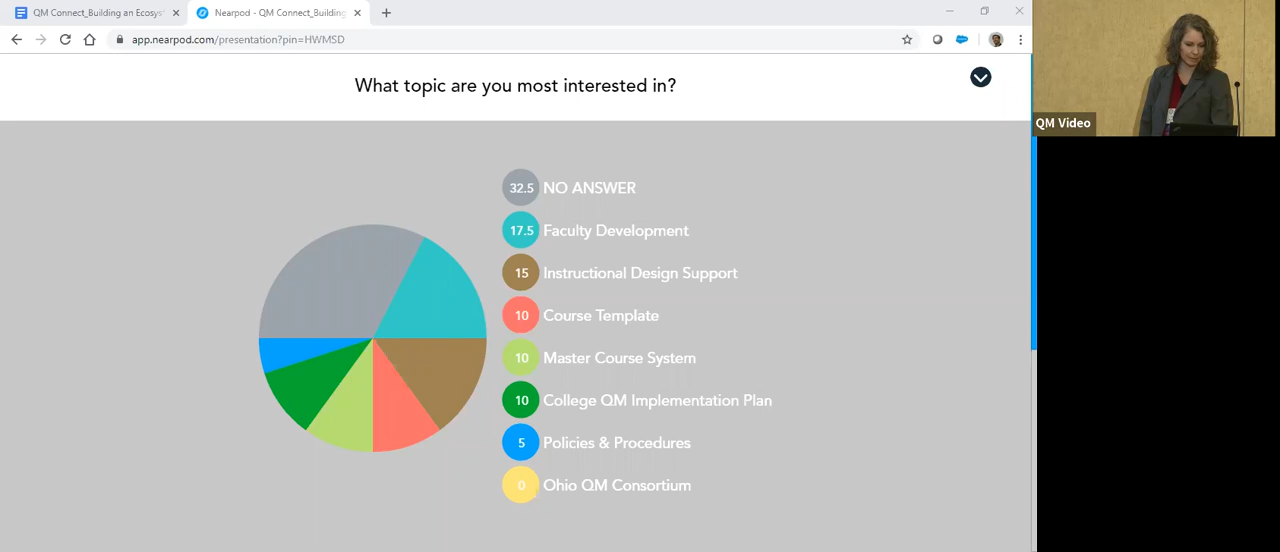 QM Connect_Building an Ecosys
Nearpod - QM Connect_Building
app.nearpod.com/presentation?pin=HWMSD
What topic are you most interested in?
QM Video
32.5 NO ANSWER
17.5 Faculty Development
15 Instructional Design Support
10 Course Template
10 Master Course System
10 College QM Implementation Plan
5 Policies & Procedures
0 Ohio QM Consortium